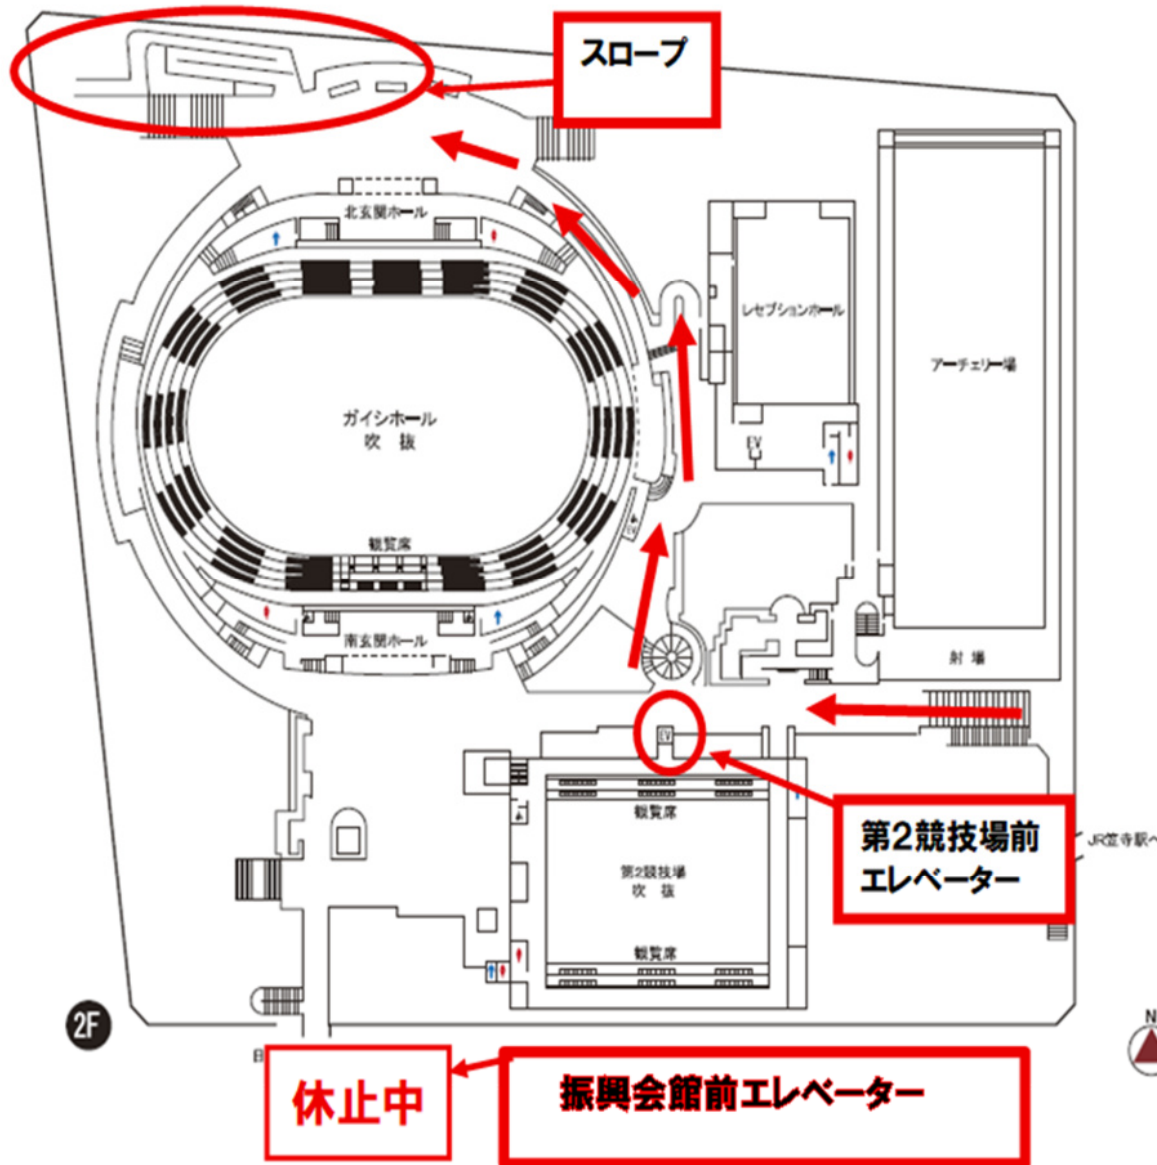 スロープ
北玄関ホール
レセプションホール
アーチェリー場
ガイシホール
吹 抜
EV
観覧席
EV
南玄関ホール
射 場
EV
観覧席
第2競技場前
エレベーター
JR笠寺駅へ
第2競技場
吹 抜
観覧席
2F
N
休止中
振興会館前エレベーター